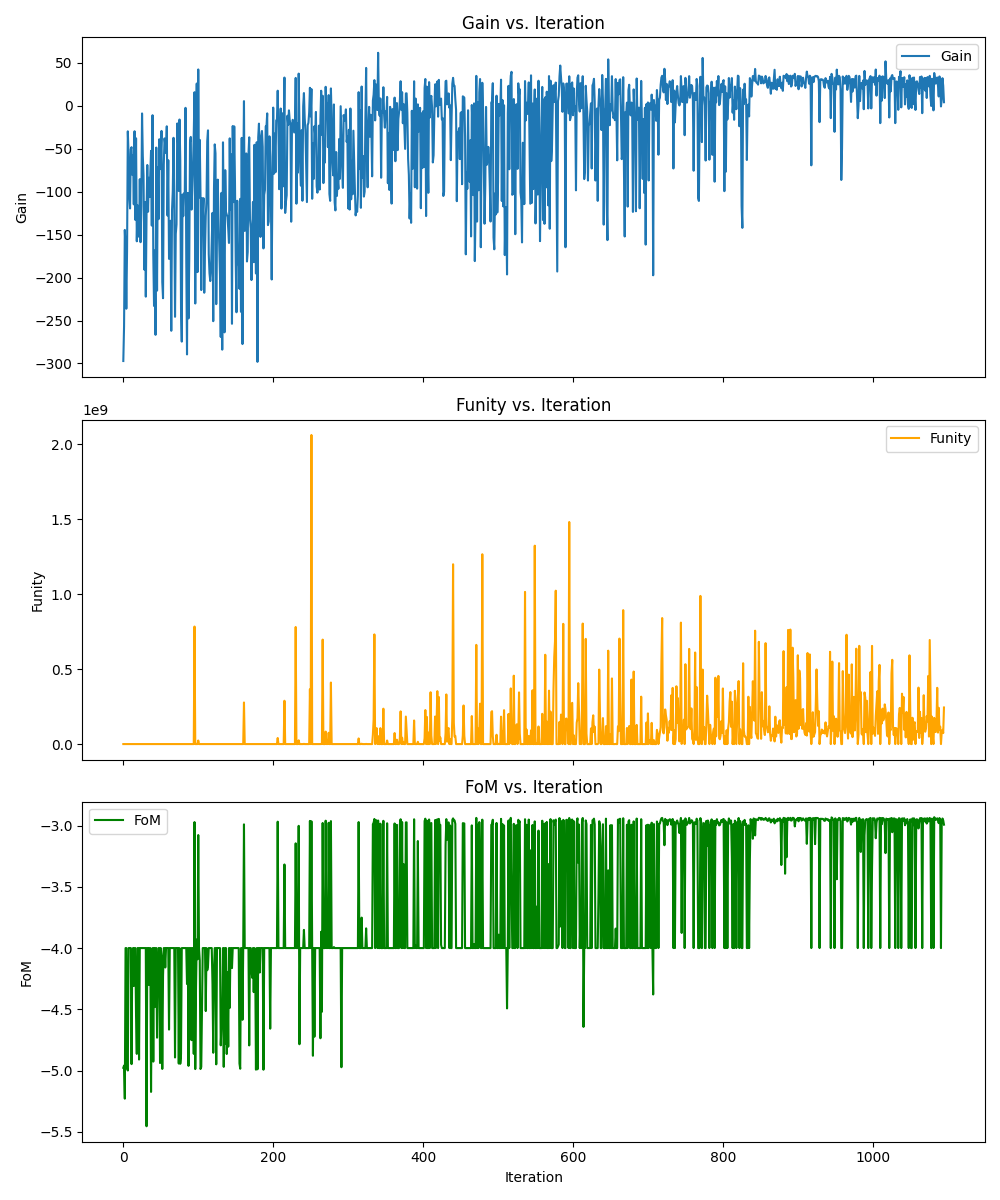 Gain vs. Iteration
Gain
50
0
−50
−100
−150
−200
−250
−300
Gain
Funity vs. Iteration
1e9
Funity
2.0
1.5
1.0
0.5
0.0
Funity
FoM vs. Iteration
FoM
−3.0
−3.5
−4.0
−4.5
−5.0
−5.5
FoM
0 200 400 600 800 1000
Iteration